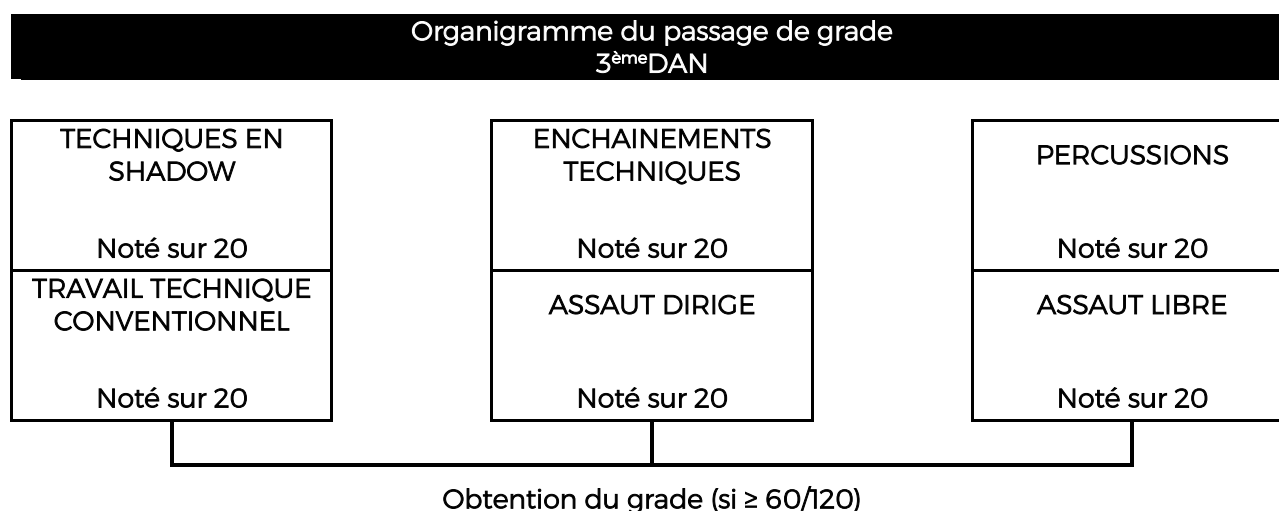 Organigramme du passage de grade
3èmeDAN
TECHNIQUES EN
SHADOW
Noté sur 20
TRAVAIL TECHNIQUE
CONVENTIONNEL
Noté sur 20
ENCHAINEMENTS
TECHNIQUES
Noté sur 20
ASSAUT DIRIGE
Noté sur 20
PERCUSSIONS
Noté sur 20
ASSAUT LIBRE
Noté sur 20
Obtention du grade (si ≥ 60/120)